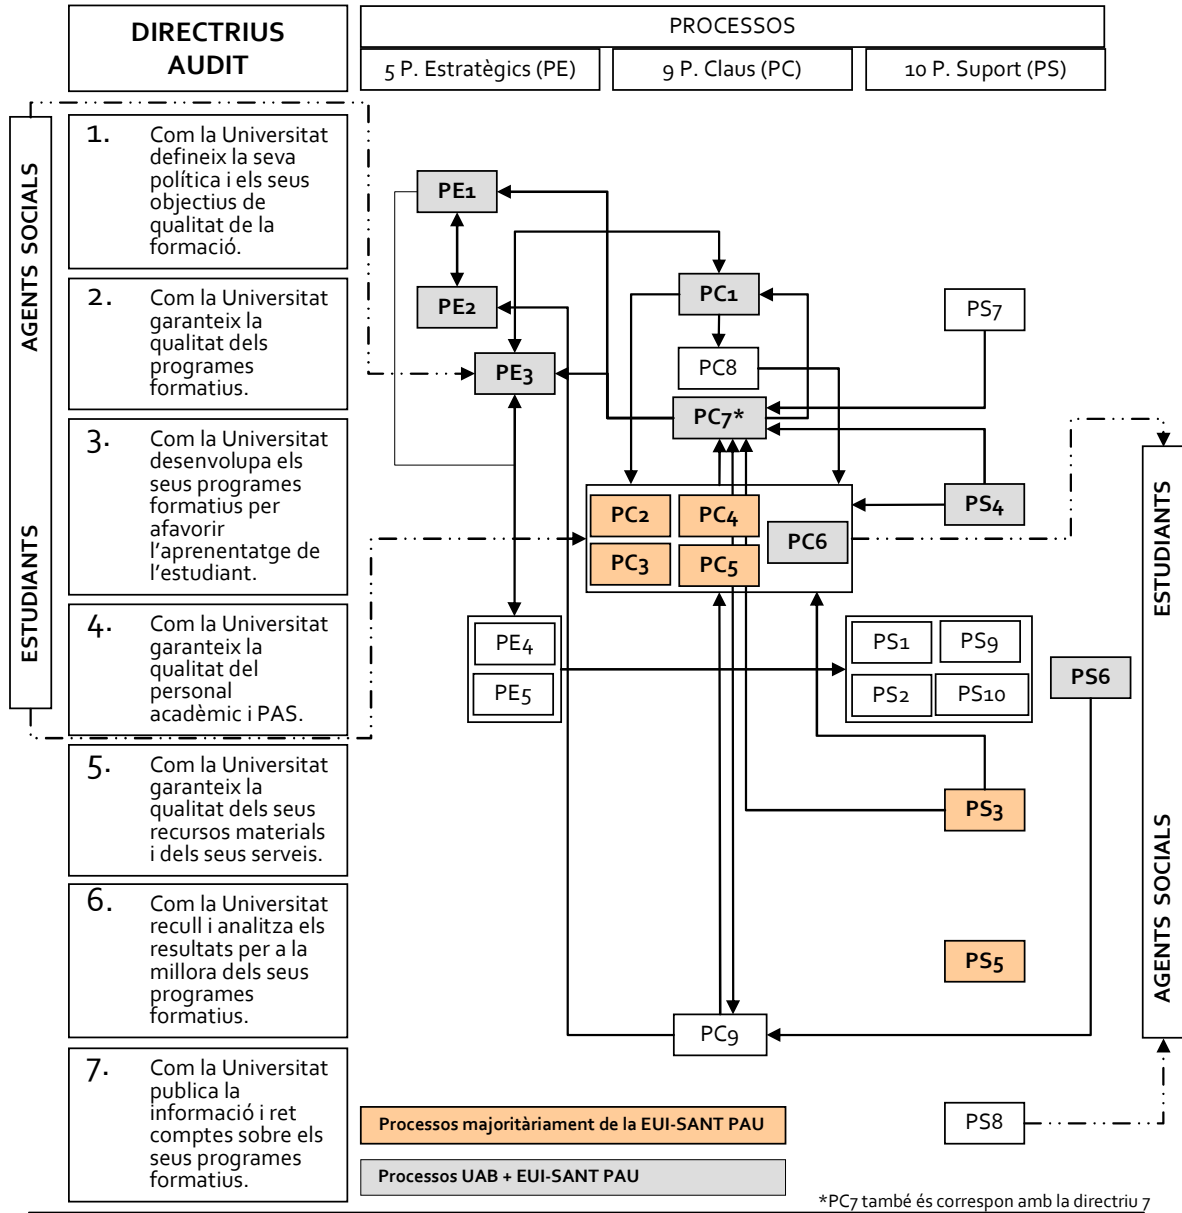 DIRECTRIUS
AUDIT
PROCESSOS
5 P. Estratègics (PE)
9 P. Claus (PC)
10 P. Suport (PS)
AGENTS SOCIALS
ESTUDIANTS
1. Com la Universitat
defineix la seva
política i els seus
objectius de
qualitat de la
formació.
2. Com la Universitat
garanteix la
qualitat dels
programes
formatius.
3. Com la Universitat
desenvolupa els
seus programes
formatius per
afavorir
l'aprenentatge de
l'estudiant.
4. Com la Universitat
garanteix la
qualitat del
personal
acadèmic i PAS.
5. Com la Universitat
garanteix la
qualitat dels seus
recursos materials
i dels seus serveis.
6. Com la Universitat
recull i analitza els
resultats per a la
millora dels seus
programes
formatius.
7. Com la Universitat
publica la
informació i ret
comptes sobre els
seus programes
formatius.
PE1
PE2
PE3
PC1
PC8
PC7*
PS7
PC2
PC4
PC3
PC5
PC6
PS4
PE4
PE5
PS1
PS9
PS2
PS10
PS6
PS3
PS5
PC9
PS8
ESTUDIANTS
AGENTS SOCIALS
Processos majoritàriament de la EUI-SANT PAU
Processos UAB + EUI-SANT PAU
*PC7 també és correspon amb la directriu 7